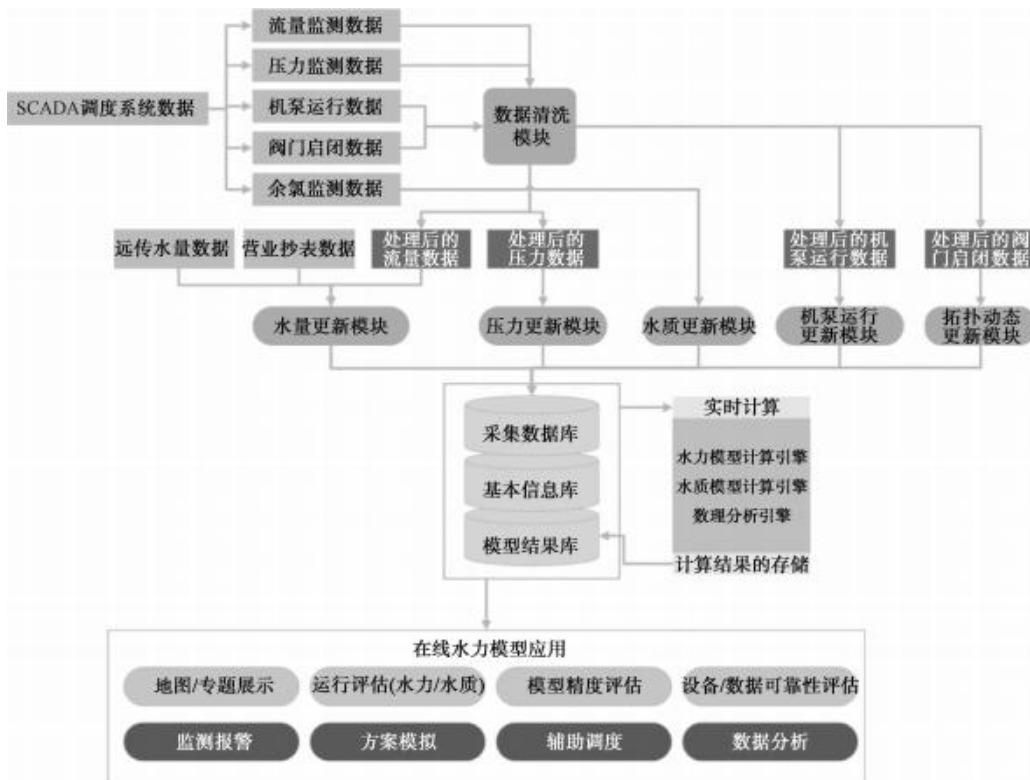 流量监测数据
压力监测数据
SCADA调度系统数据
机泵运行数据
阀门启闭数据
余氯监测数据
数据清洗
模块
远传水量数据
营业抄表数据
处理后的
流量数据
处理后的
压力数据
处理后的机
泵运行数据
处理后的阀
门启闭数据
水量更新模块
压力更新模块
水质更新模块
机泵运行
更新模块
拓扑动态
更新模块
采集数据库
基本信息库
模型结果库
实时计算
水力模型计算引擎
水质模型计算引擎
数理分析引擎
计算结果的存储
在线水力模型应用
地图/专题展示
运行评估(水力/水质)
模型精度评估
设备/数据可靠性评估
监测报警
方案模拟
辅助调度
数据分析